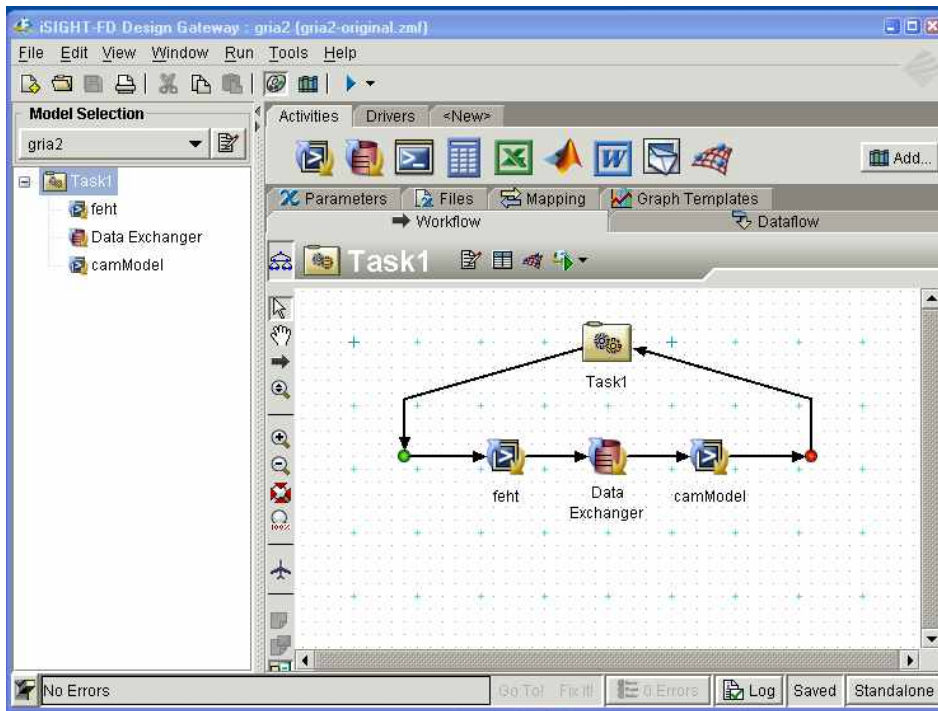 iSIGHT-FD Design Gateway : gria2 (gria2-original.zmf)
File Edit View Window Run Tools Help
Model Selection
gria2
Task1
feht
Data Exchanger
camModel
Activities Drivers <New>
Add...
Parameters Files Mapping Graph Templates
Workflow Dataflow
Task1
100%
Task1
feht
Data
Exchanger
camModel
No Errors
Go To! Fix It! 0 Errors Log Saved Standalone